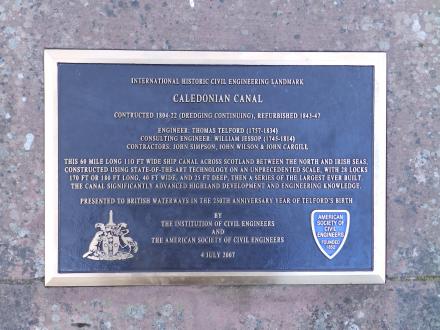 INTERNATIONAL HISTORIC CIVIL ENGINEERING LANDMARK
CALEDONIAN CANAL
CONTRUCTED 1804-22 (DREDGING CONTINUING), REFURBISHED 1843-47
ENGINEER: THOMAS TELFORD (1757-1834)
CONSULTING ENGINEER: WILLIAM JESSOP (1745-1814)
CONTRACTORS: JOHN SIMPSON, JOHN WILSON & JOHN CARGILL
THIS 60 MILE LONG 110 FT WIDE SHIP CANAL ACROSS SCOTLAND BETWEEN THE NORTH AND IRISH SEAS,
CONSTRUCTED USING STATE-OF-THE-ART TECHNOLOGY ON AN UNPRECEDENTED SCALE, WITH 28 LOCKS
170 FT OR 180 FT LONG, 40 FT WIDE, AND 25 FT DEEP, THEN A SERIES OF THE LARGEST EVER BUILT.
THE CANAL SIGNIFICANTLY ADVANCED HIGHLAND DEVELOPMENT AND ENGINEERING KNOWLEDGE.
PRESENTED TO BRITISH WATERWAYS IN THE 250TH ANNIVERSARY YEAR OF TELFORD'S BIRTH
BY
THE INSTITUTION OF CIVIL ENGINEERS
AND
THE AMERICAN SOCIETY OF CIVIL ENGINEERS
4 JULY 2007
AMERICAN
SOCIETY OF
CIVIL
ENGINEERS
FOUNDED
1852